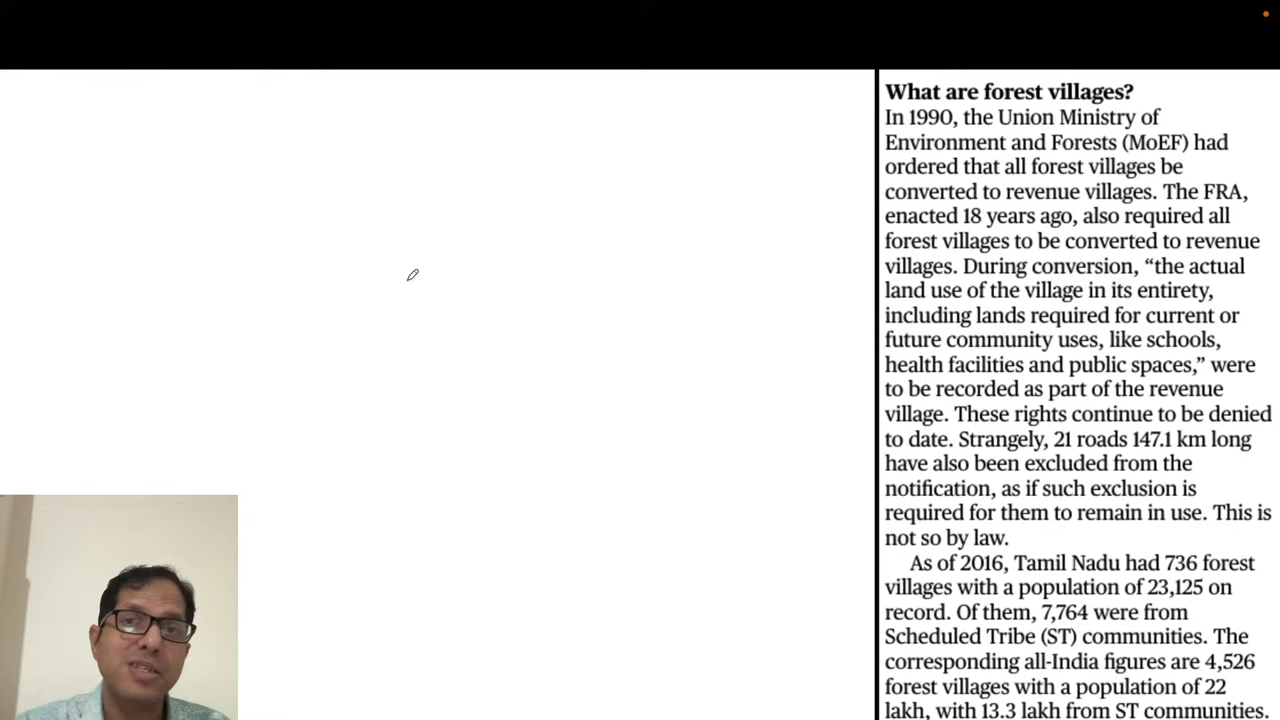 What are forest villages?
In 1990, the Union Ministry of
Environment and Forests (MoEF) had
ordered that all forest villages be
converted to revenue villages. The FRA,
enacted 18 years ago, also required all
forest villages to be converted to revenue
villages. During conversion, “the actual
land use of the village in its entirety,
including lands required for current or
future community uses, like schools,
health facilities and public spaces,” were
to be recorded as part of the revenue
village. These rights continue to be denied
to date. Strangely, 21 roads 147.1 km long
have also been excluded from the
notification, as if such exclusion is
required for them to remain in use. This is
not so by law.
As of 2016, Tamil Nadu had 736 forest
villages with a population of 23,125 on
record. Of them, 7,764 were from
Scheduled Tribe (ST) communities. The
corresponding all-India figures are 4,526
forest villages with a population of 22
lakh, with 13.3 lakh from ST communities.